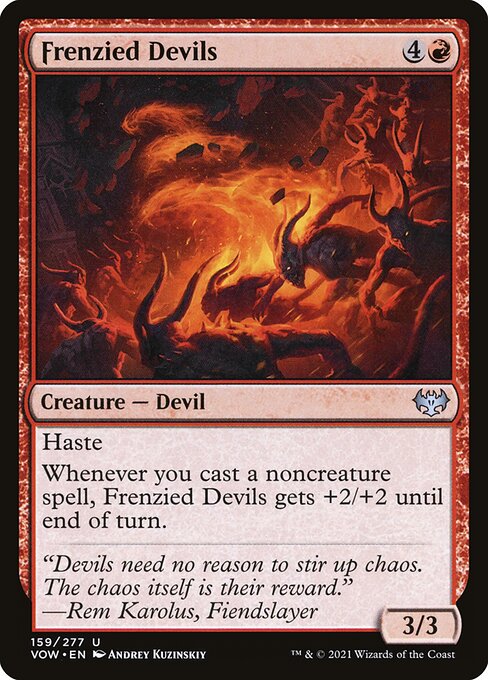 Frenzied Devils 4
Creature — Devil
Haste
Whenever you cast a noncreature
spell, Frenzied Devils gets +2/+2 until
end of turn.
“Devils need no reason to stir up chaos.
The chaos itself is their reward.”
—Rem Karolus, Fiendslayer
3/3
159/277 U
VOW • EN Andrey Kuzinskiy
™ & © 2021 Wizards of the Coast